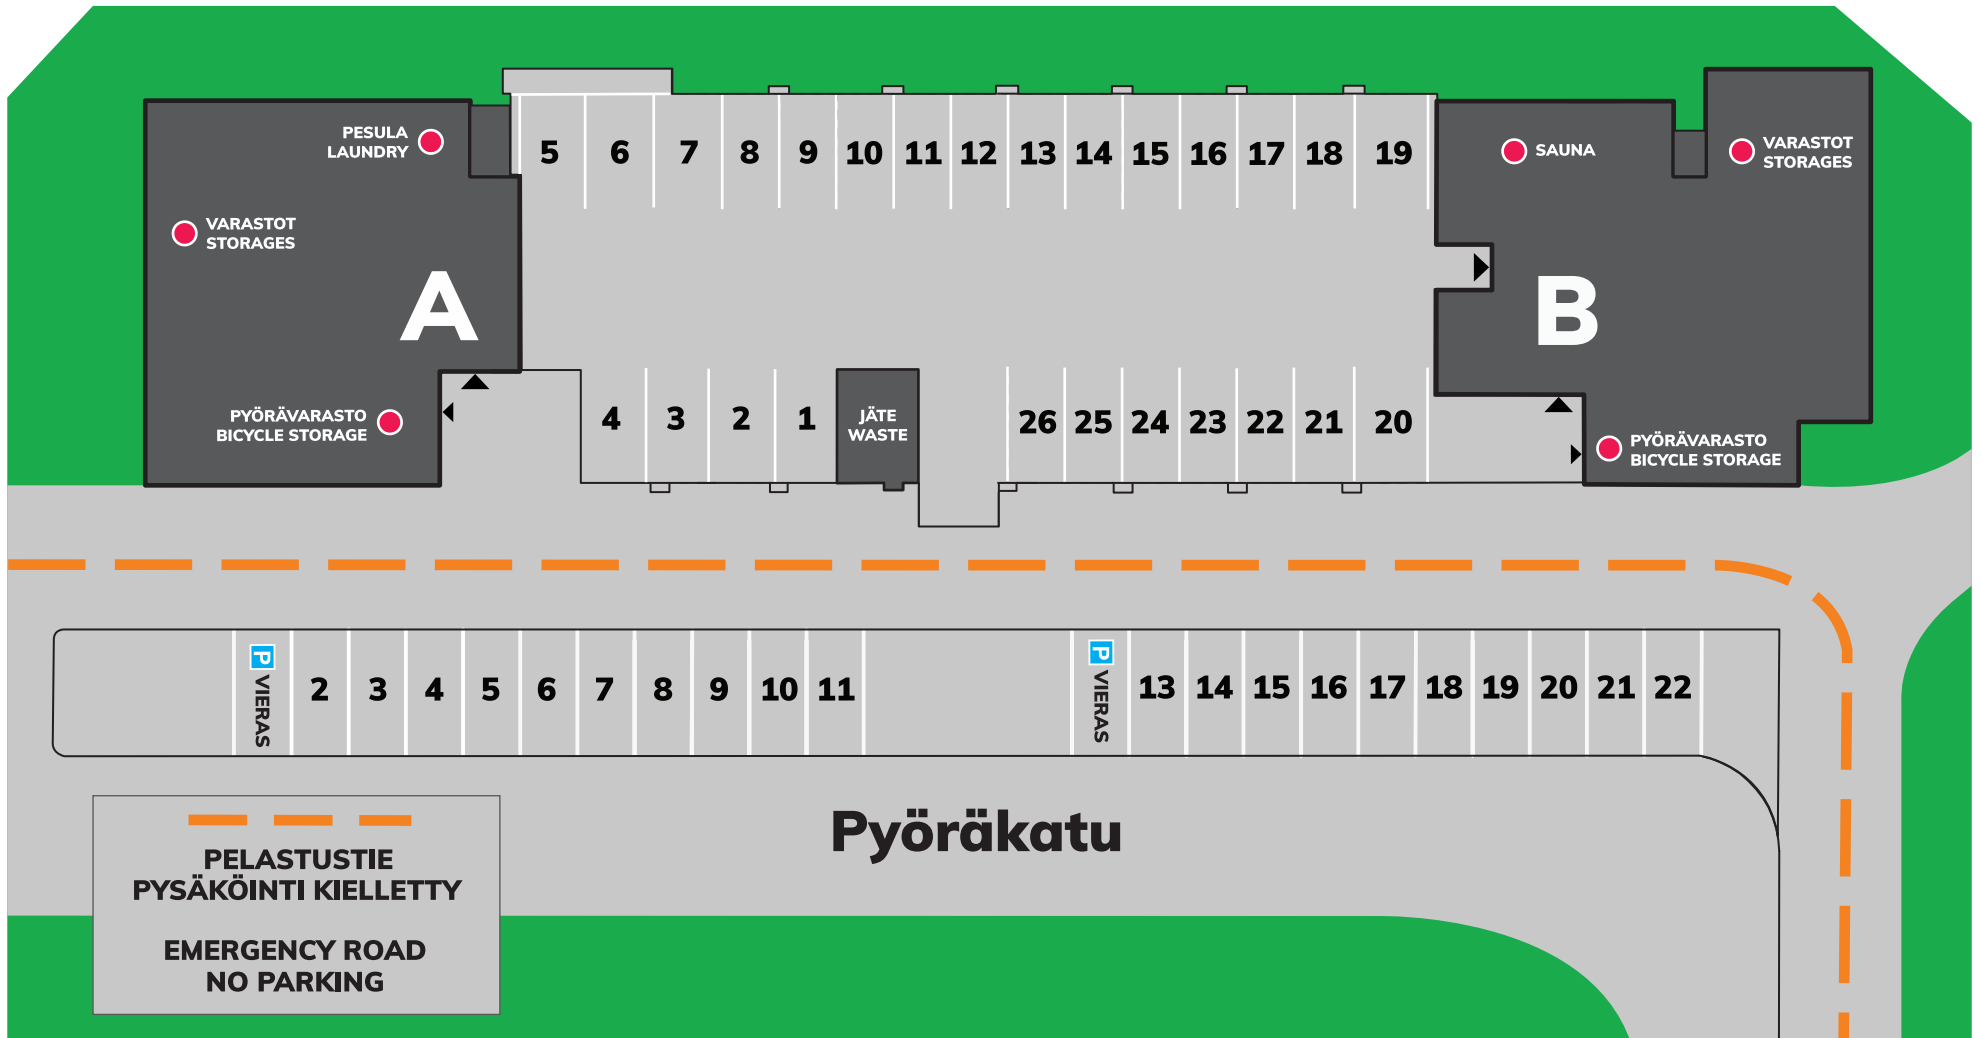 PESULA
LAUNDRY
5 6 7 8 9 10 11 12 13 14 15 16 17 18 19
SAUNA
VARASTOT
STORAGES
VARASTOT
STORAGES
A
B
PYÖRÄVARASTO
BICYCLE STORAGE
4 3 2 1
JÄTE
WASTE
26 25 24 23 22 21 20
PYÖRÄVARASTO
BICYCLE STORAGE
P VIERAS
2 3 4 5 6 7 8 9 10 11
P VIERAS
13 14 15 16 17 18 19 20 21 22
Pyöräkatu
PELASTUSTIE
PYSÄKÖINTI KIELLETTY
EMERGENCY ROAD
NO PARKING